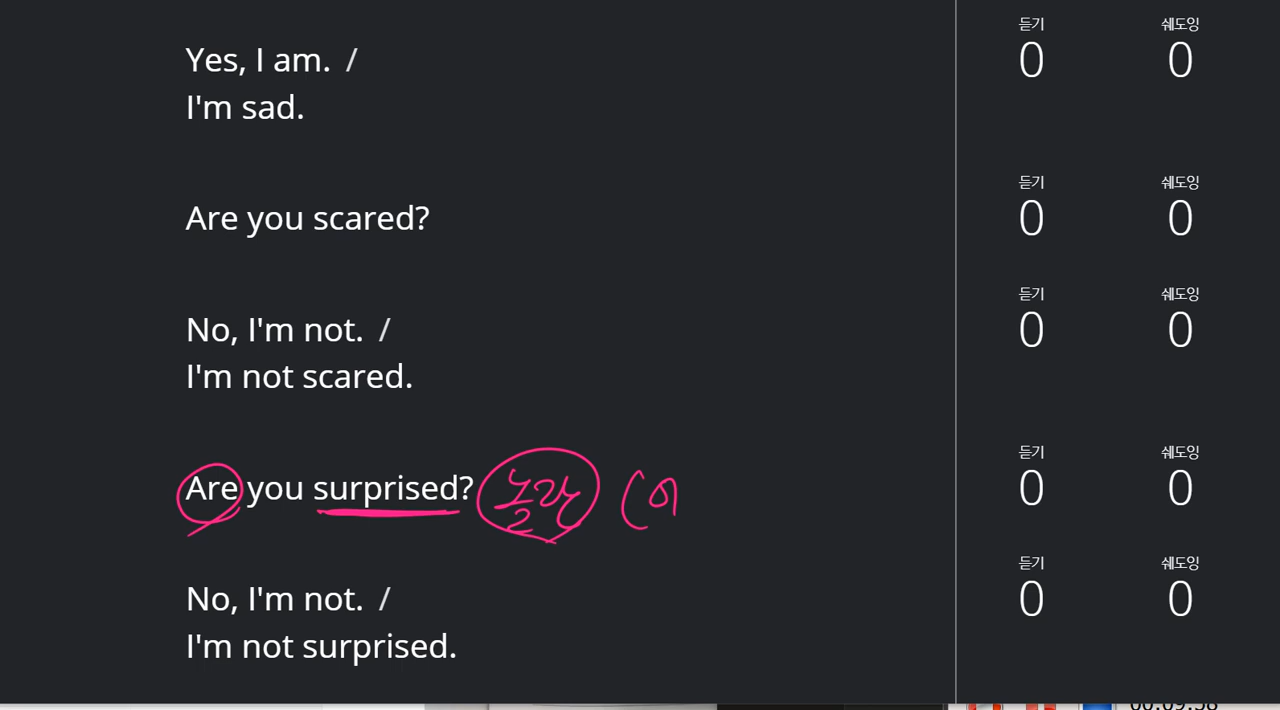 듣기 쉐도잉
Yes, I am. / 0 0
I'm sad.
듣기 쉐도잉
Are you scared? 0 0
듣기 쉐도잉
No, I'm not. / 0 0
I'm not scared.
듣기 쉐도잉
Are you surprised? 놀란 (이 0 0
듣기 쉐도잉
No, I'm not. / 0 0
I'm not surprised.